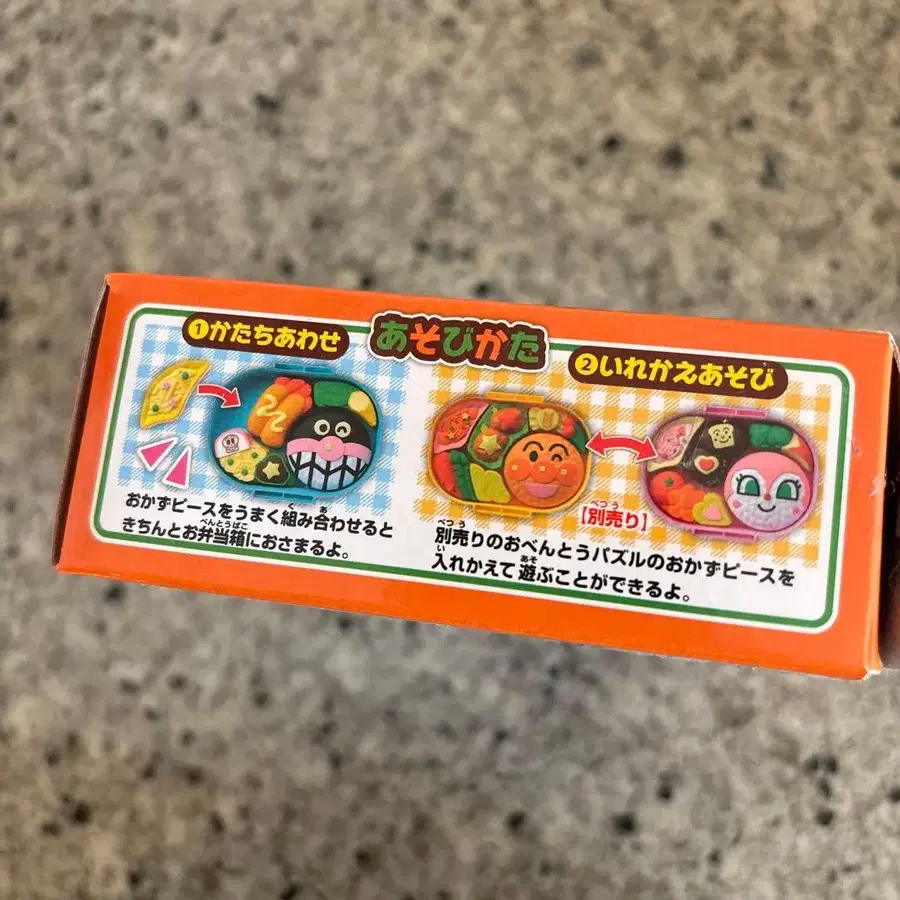 あそびかた
❶かたちあわせ
おかずピースをうまく組み合わせると
きちんとお弁当箱におさまるよ。
❷いれかえあそび
【別売り】
別売りのおべんとうパズルのおかずピースを
入れかえて遊ぶことができるよ。